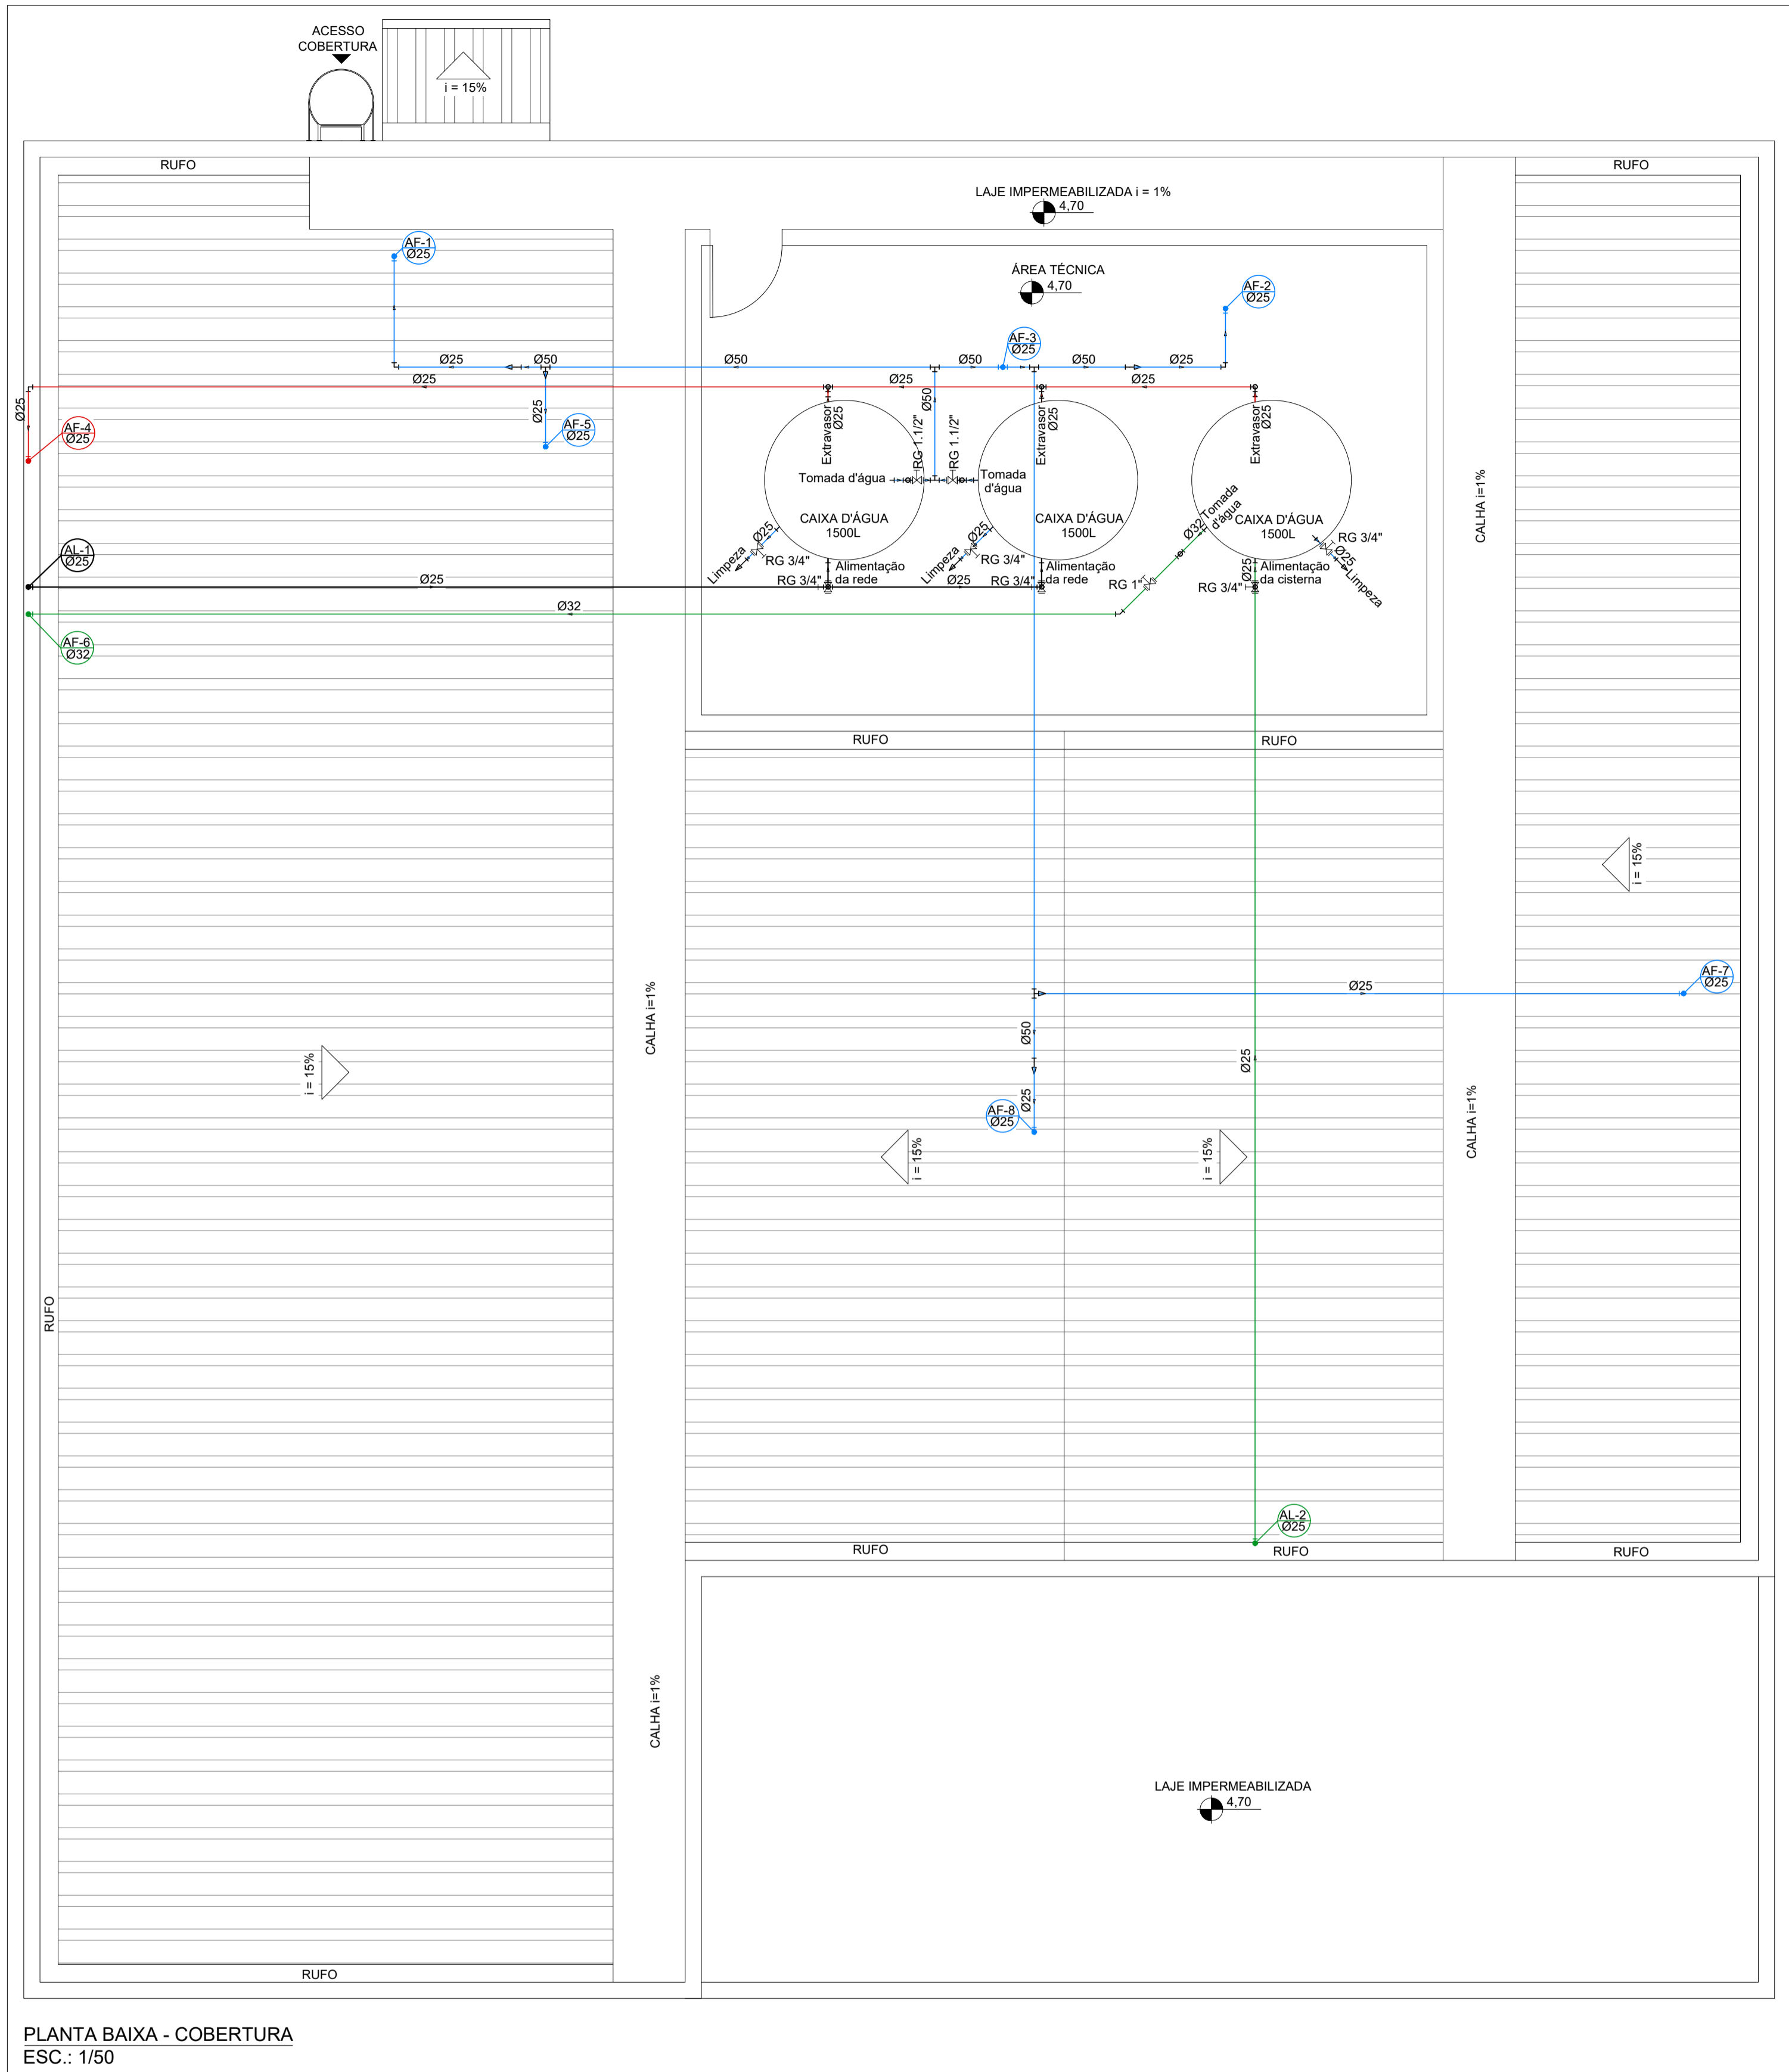 ACESSO
COBERTURA
i = 15%
RUFO
RUFO
LAJE IMPERMEABILIZADA i = 1%
4,70
ÁREA TÉCNICA
4,70
AF-1
Ø25
AF-2
Ø25
AF-3
Ø25
Ø25
Ø50
Ø50
Ø50
Ø50
Ø25
Ø25
Ø25
Ø25
Ø25
AF-4
Ø25
Ø25
AF-5
Ø25
Extravasor
Ø25
Ø50
RG 1.1/2"
RG 1.1/2"
Extravasor
Ø25
Extravasor
Ø25
Tomada d'água
Tomada
d'água
Ø32
Tomada
d'água
CAIXA D'ÁGUA
1500L
CAIXA D'ÁGUA
1500L
CAIXA D'ÁGUA
1500L
CALHA i=1%
Limpeza
Ø25
RG 3/4"
Limpeza
Ø25
RG 3/4"
RG 3/4"
Ø25
Limpeza
AL-1
Ø25
Ø25
RG 3/4"
Alimentação
da rede
Ø25
RG 3/4"
Alimentação
da rede
RG 1"
RG 3/4"
Ø25
Alimentação
da cisterna
Ø32
AF-6
Ø32
RUFO
RUFO
i = 15%
AF-7
Ø25
Ø25
CALHA i=1%
Ø50
Ø25
i = 15%
Ø25
AF-8
Ø25
CALHA i=1%
i = 15%
i = 15%
RUFO
AL-2
Ø25
RUFO
RUFO
RUFO
CALHA i=1%
LAJE IMPERMEABILIZADA
4,70
RUFO
PLANTA BAIXA - COBERTURA
ESC.: 1/50